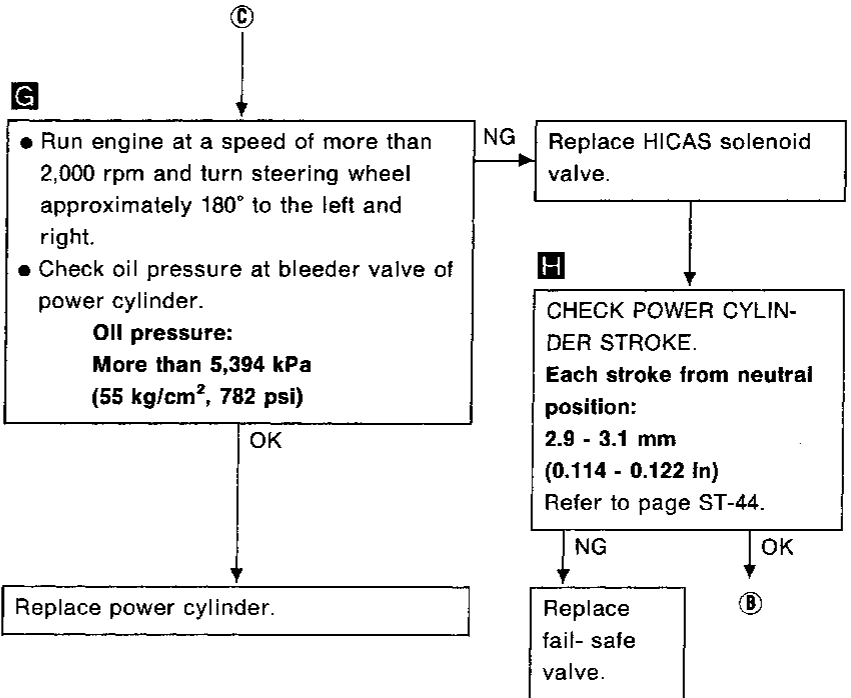 C
G
● Run engine at a speed of more than
2,000 rpm and turn steering wheel
approximately 180° to the left and
right.
● Check oil pressure at bleeder valve of
power cylinder.
Oil pressure:
More than 5,394 kPa
(55 kg/cm², 782 psi)
NG
Replace HICAS solenoid
valve.
H
CHECK POWER CYLIN-
DER STROKE.
Each stroke from neutral
position:
2.9 - 3.1 mm
(0.114 - 0.122 in)
Refer to page ST-44.
OK
NG
OK
Replace power cylinder.
Replace
fail- safe
valve.
B